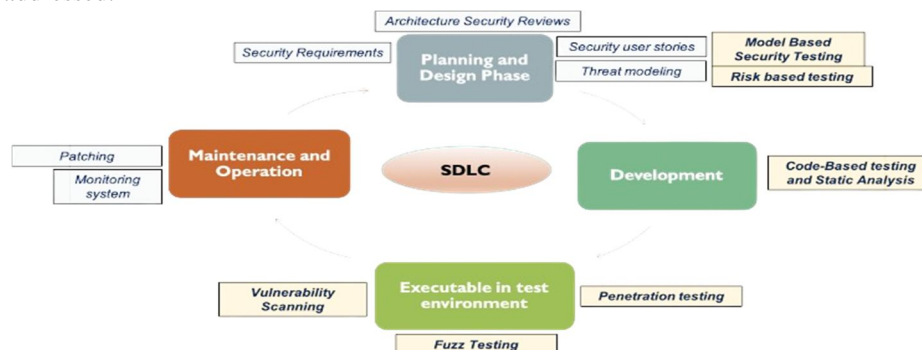 Architecture Security Reviews
Security Requirements
Planning and
Design Phase
Security user stories
Threat modeling
Model Based
Security Testing
Risk based testing
Patching
Monitoring
system
Maintenance and
Operation
SDLC
Development
Code-Based testing
and Static Analysis
Vulnerability
Scanning
Executable in test
environment
Penetration testing
Fuzz Testing